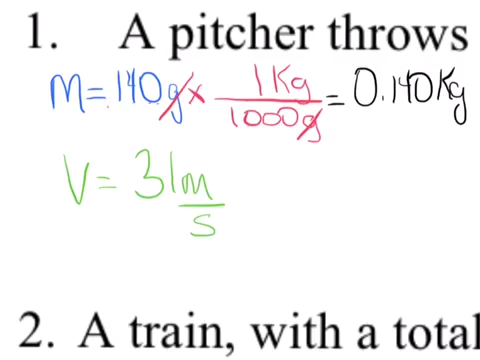 1. A pitcher throws
m = 140g x 1Kg / 1000g = 0.140Kg
V = 31 m/s
2. A train, with a total